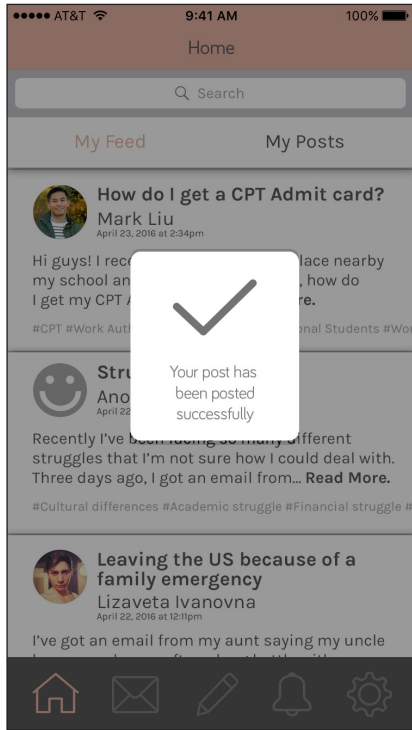 AT&T 9:41 AM 100%
Home
Search
My Feed My Posts
How do I get a CPT Admit card?
Mark Liu
April 23, 2016 at 2:34pm
Hi guys! I rece lace nearby
my school an , how do
I get my CPT A re.
#CPT #Work Auth onal Students #Wor
Your post has
been posted
successfully
Stru
Ano
April 22
Recently I've been facing so many different
struggles that I'm not sure how I could deal with.
Three days ago, I got an email from... Read More.
#Cultural differences #Academic struggle #Financial struggle #
Leaving the US because of a
family emergency
Lizaveta Ivanovna
April 22, 2016 at 12:11pm
I've got an email from my aunt saying my uncle